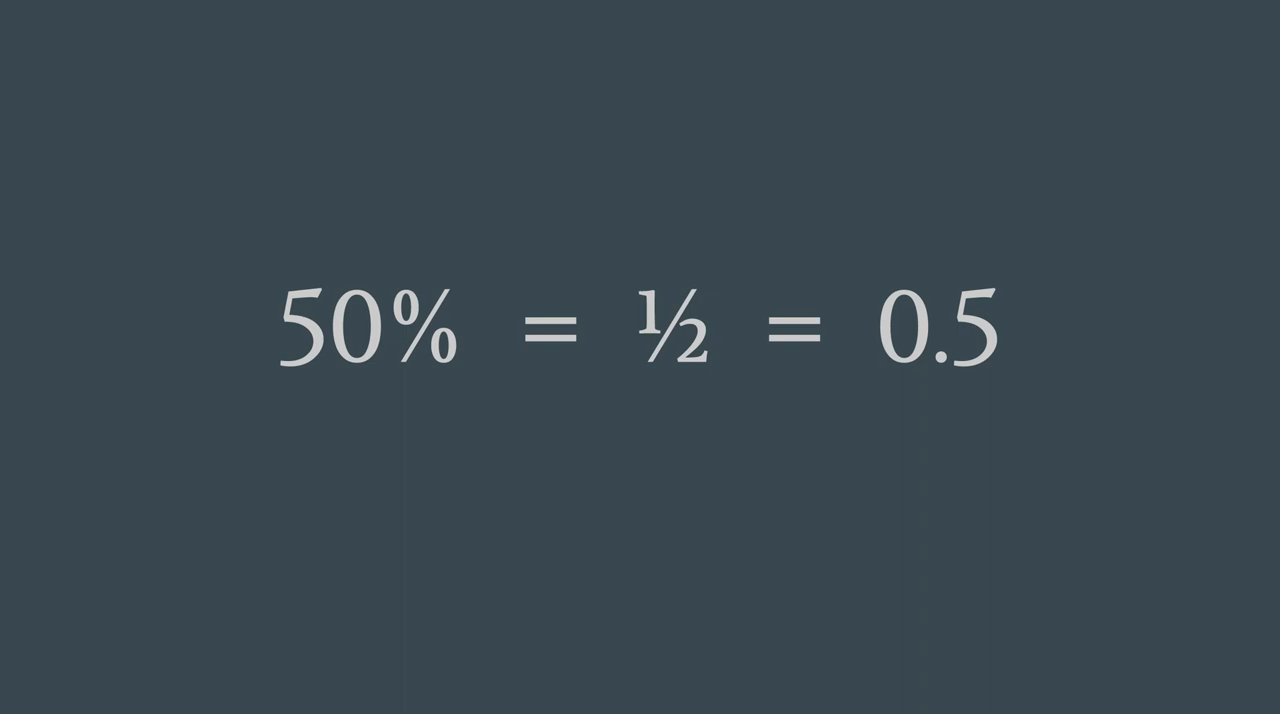 50% = ½ = 0.5